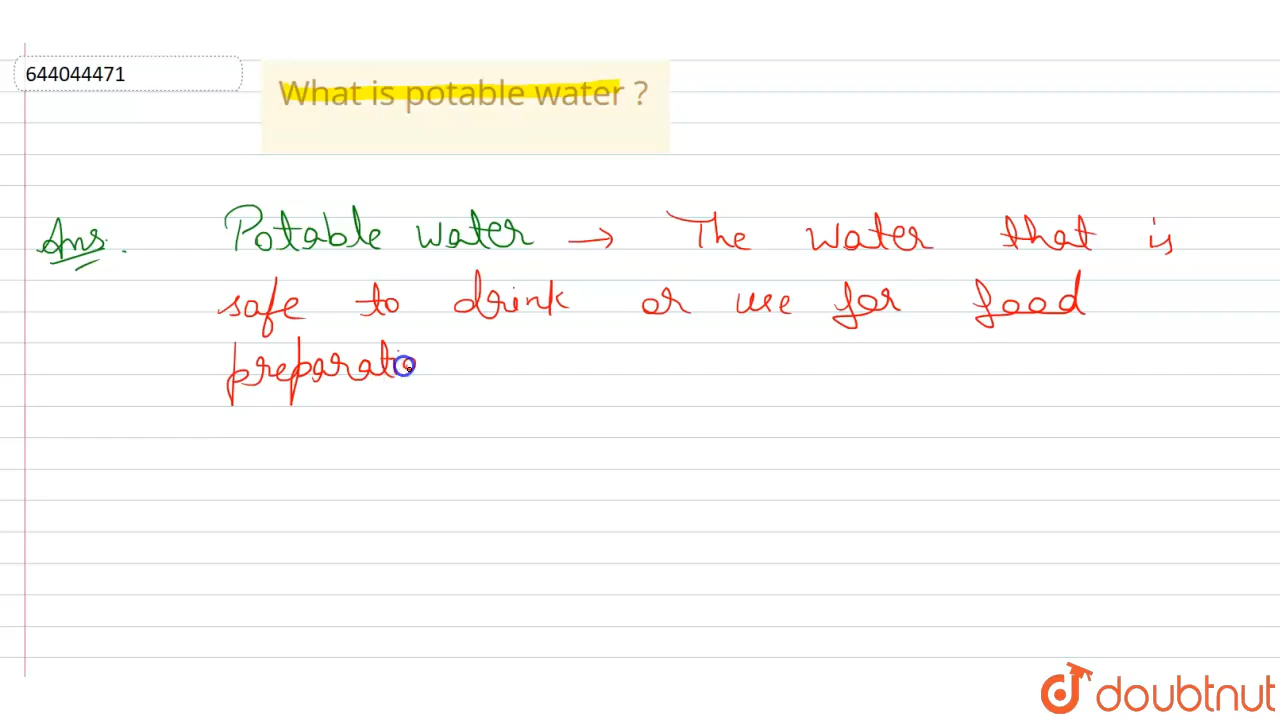 644044471
What is potable water ?
Ans. Potable water → The water that is
safe to drink or use for food
preparatio
doubtnut